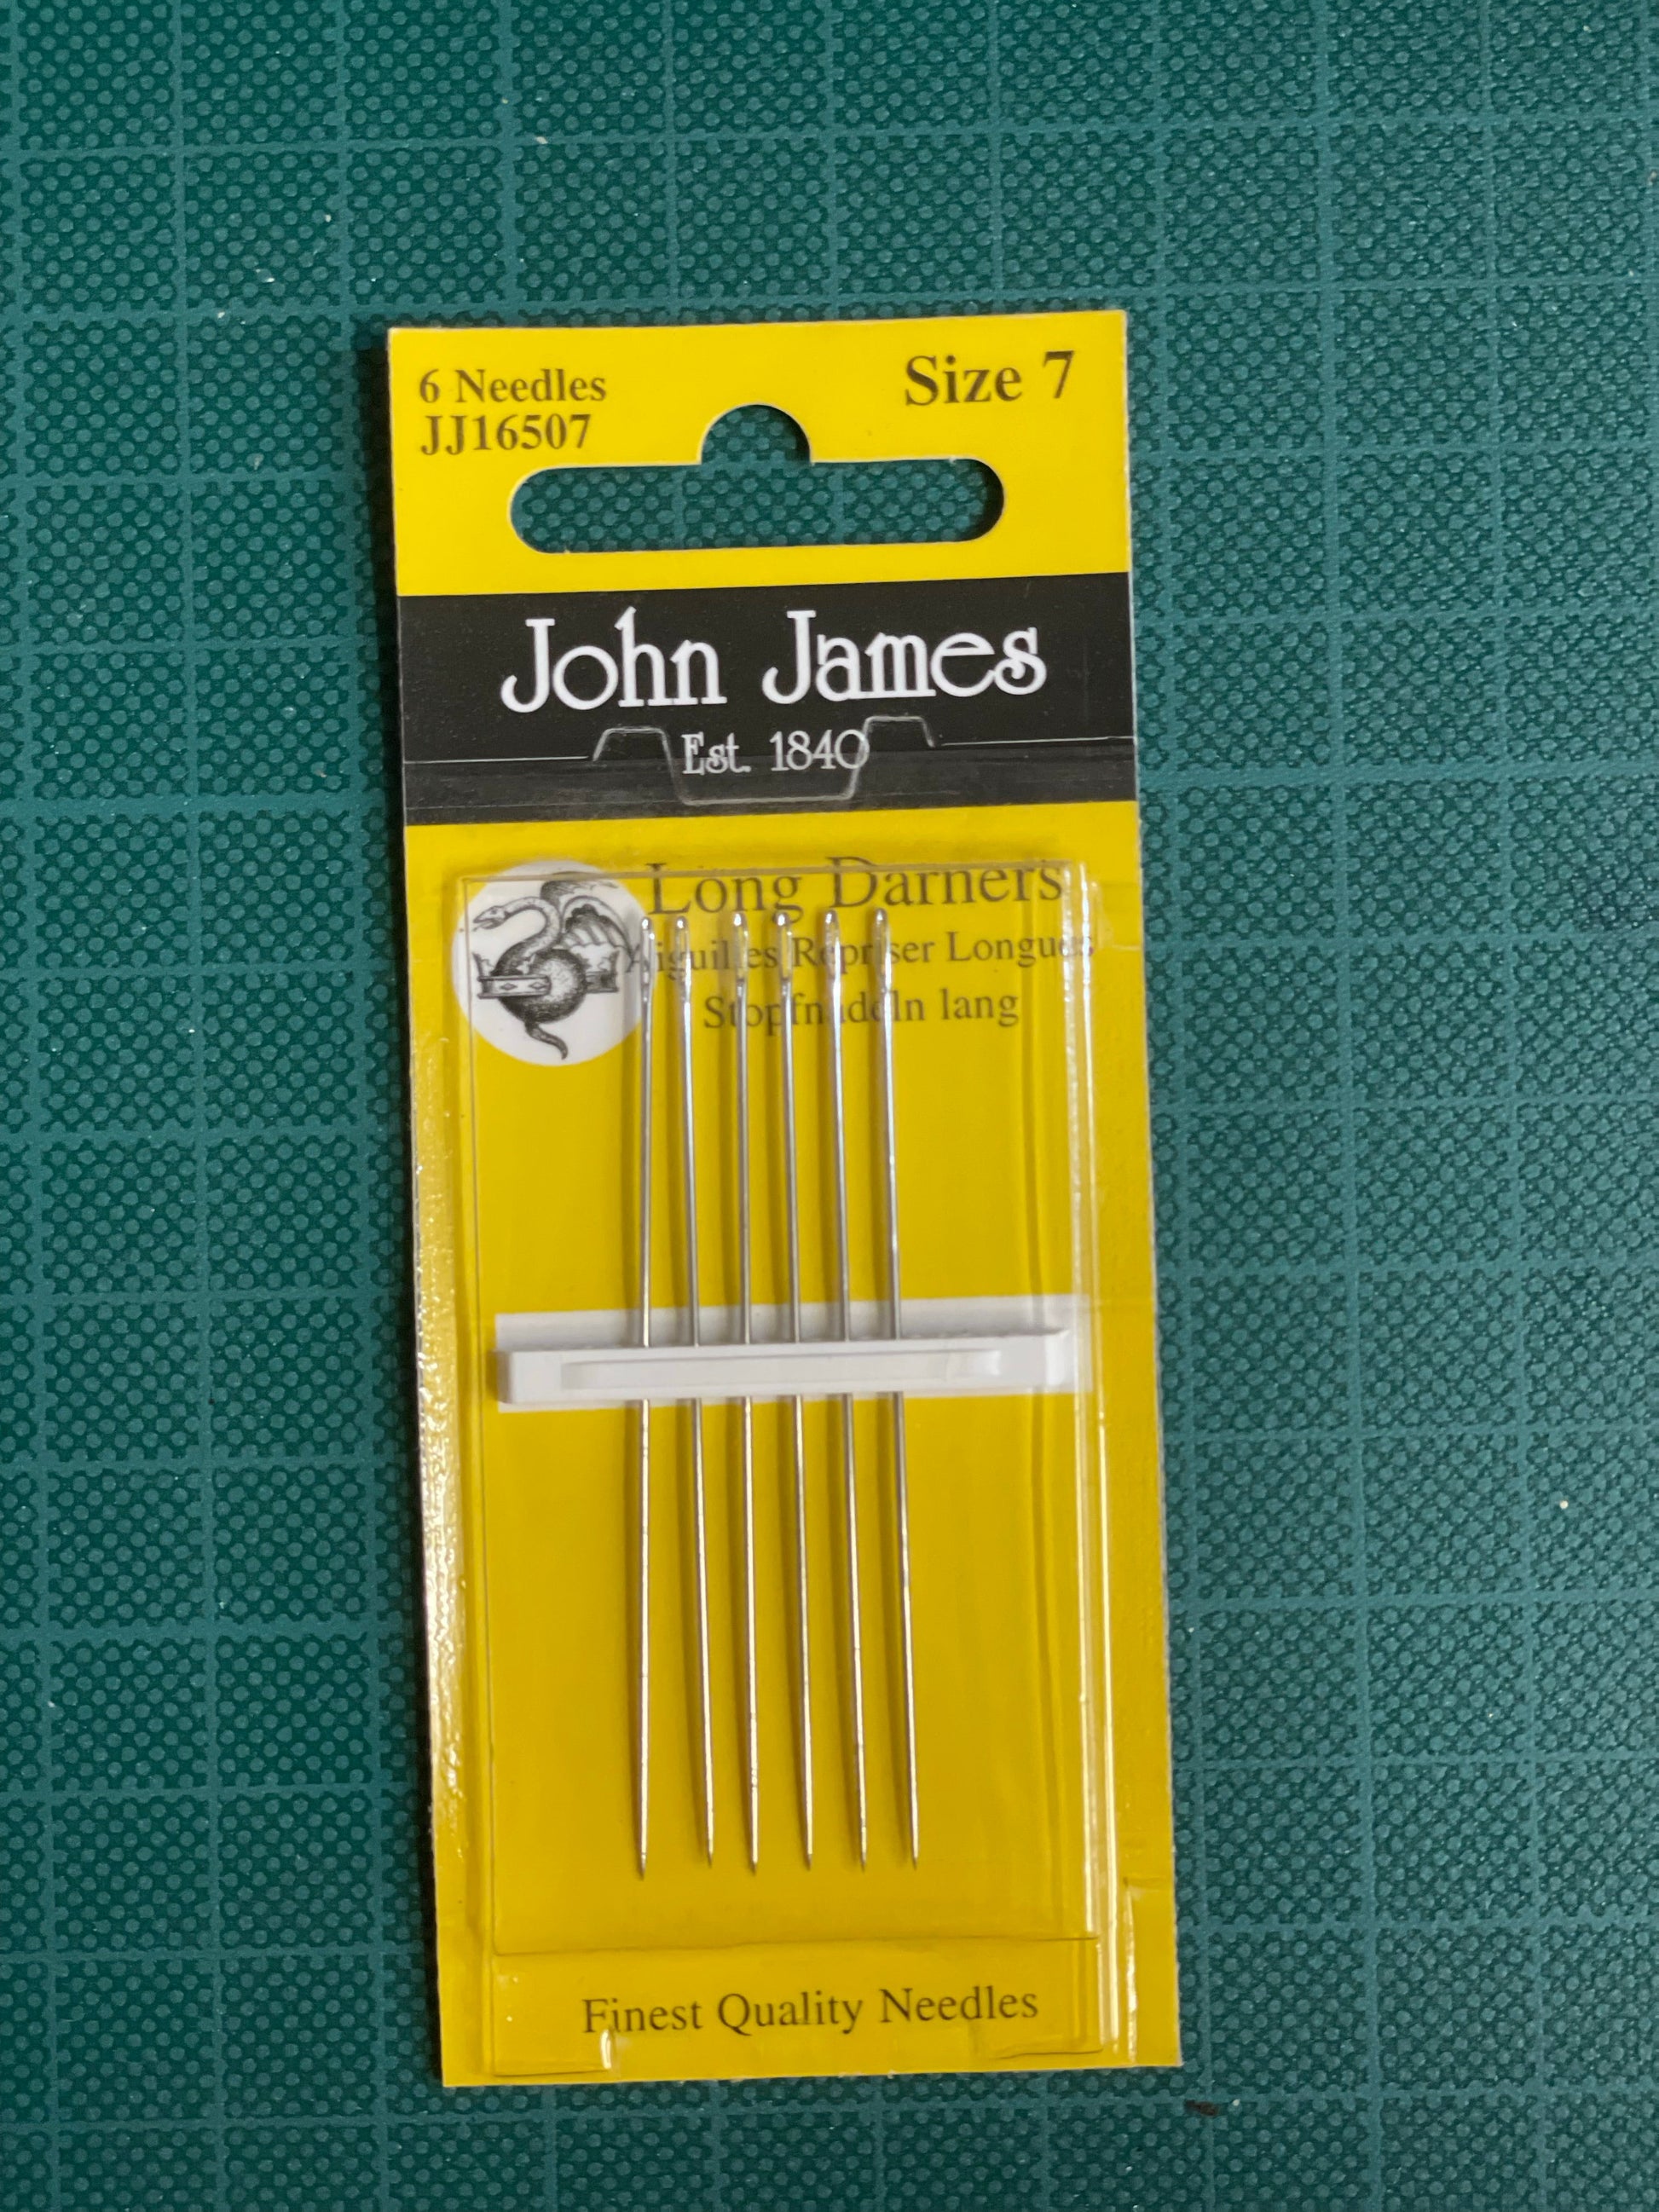 6 Needles
JJ16507
Size 7
John James
Est. 1840
Long Darners
Aiguilles Repriser Longues
Stopfnadeln lang
Finest Quality Needles